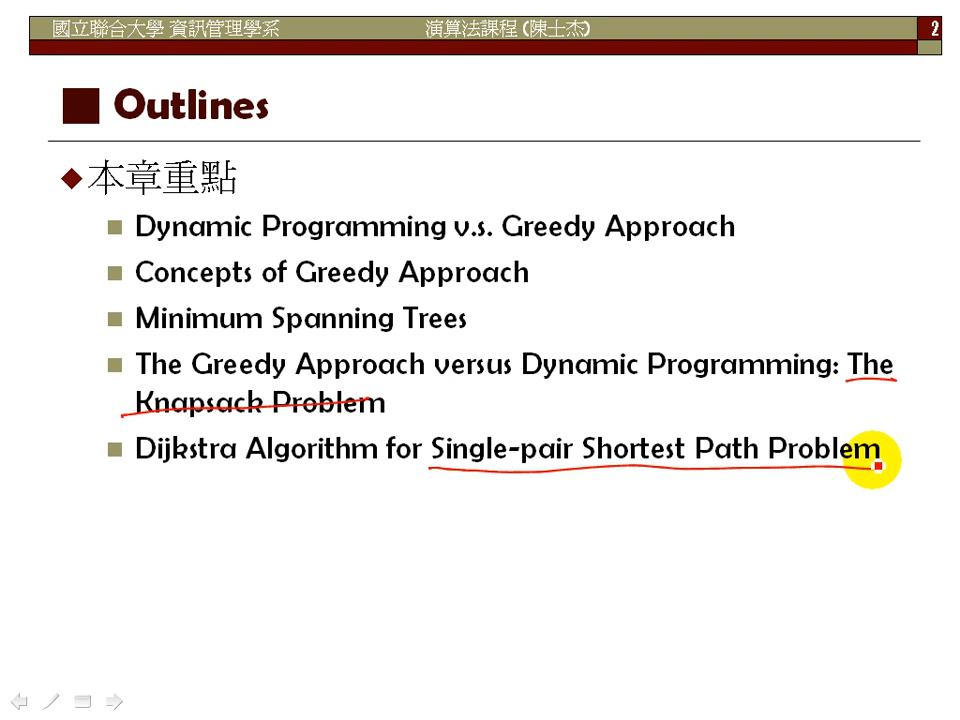 國立聯合大學 資訊管理學系 演算法課程 (陳士杰) 2
Outlines
本章重點
Dynamic Programming v.s. Greedy Approach
Concepts of Greedy Approach
Minimum Spanning Trees
The Greedy Approach versus Dynamic Programming: The
Knapsack Problem
Dijkstra Algorithm for Single-pair Shortest Path Problem